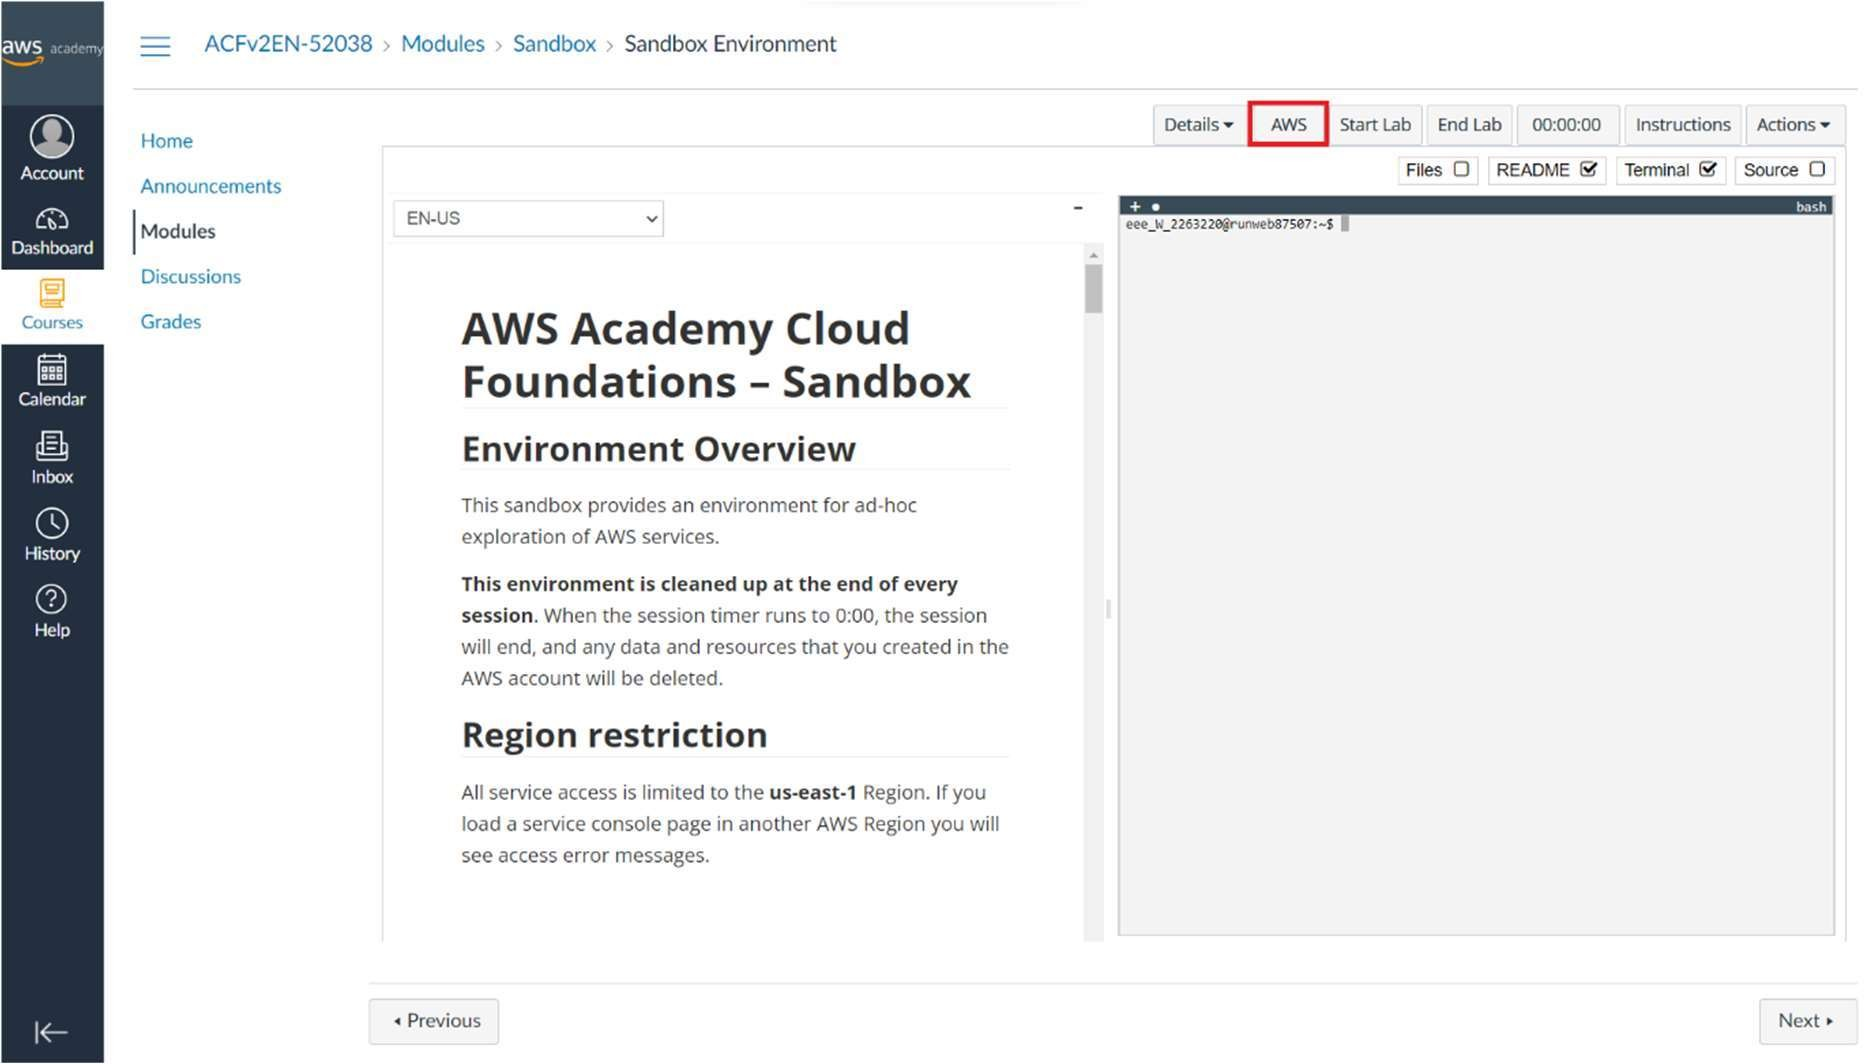 aws academy
ACFv2EN-52038 › Modules › Sandbox › Sandbox Environment
Account
Dashboard
Courses
Calendar
Inbox
History
Help
Home
Announcements
Modules
Discussions
Grades
Details AWS Start Lab End Lab 00:00:00 Instructions Actions
Files README Terminal Source
EN-US
-
+ • bash
eee_W_2263220@runweb87507:~$
AWS Academy Cloud
Foundations – Sandbox
Environment Overview
This sandbox provides an environment for ad-hoc
exploration of AWS services.
This environment is cleaned up at the end of every
session. When the session timer runs to 0:00, the session
will end, and any data and resources that you created in the
AWS account will be deleted.
Region restriction
All service access is limited to the us-east-1 Region. If you
load a service console page in another AWS Region you will
see access error messages.
Previous
Next